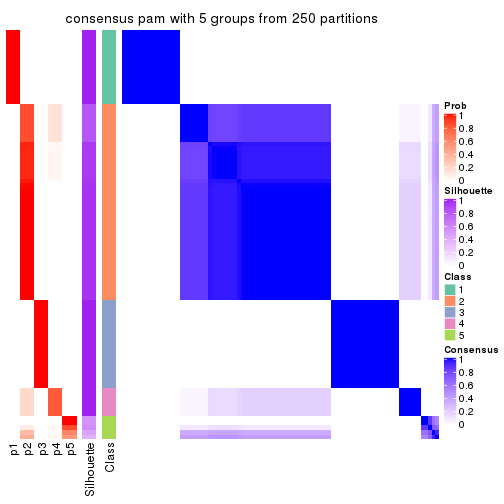 consensus pam with 5 groups from 250 partitions
Prob
1
0.8
0.6
0.4
0.2
0
Silhouette
1
0.8
0.6
0.4
0.2
0
Class
1
2
3
4
5
Consensus
1
0.8
0.6
0.4
0.2
0
p1
p2
p3
p4
p5
Silhouette
Class